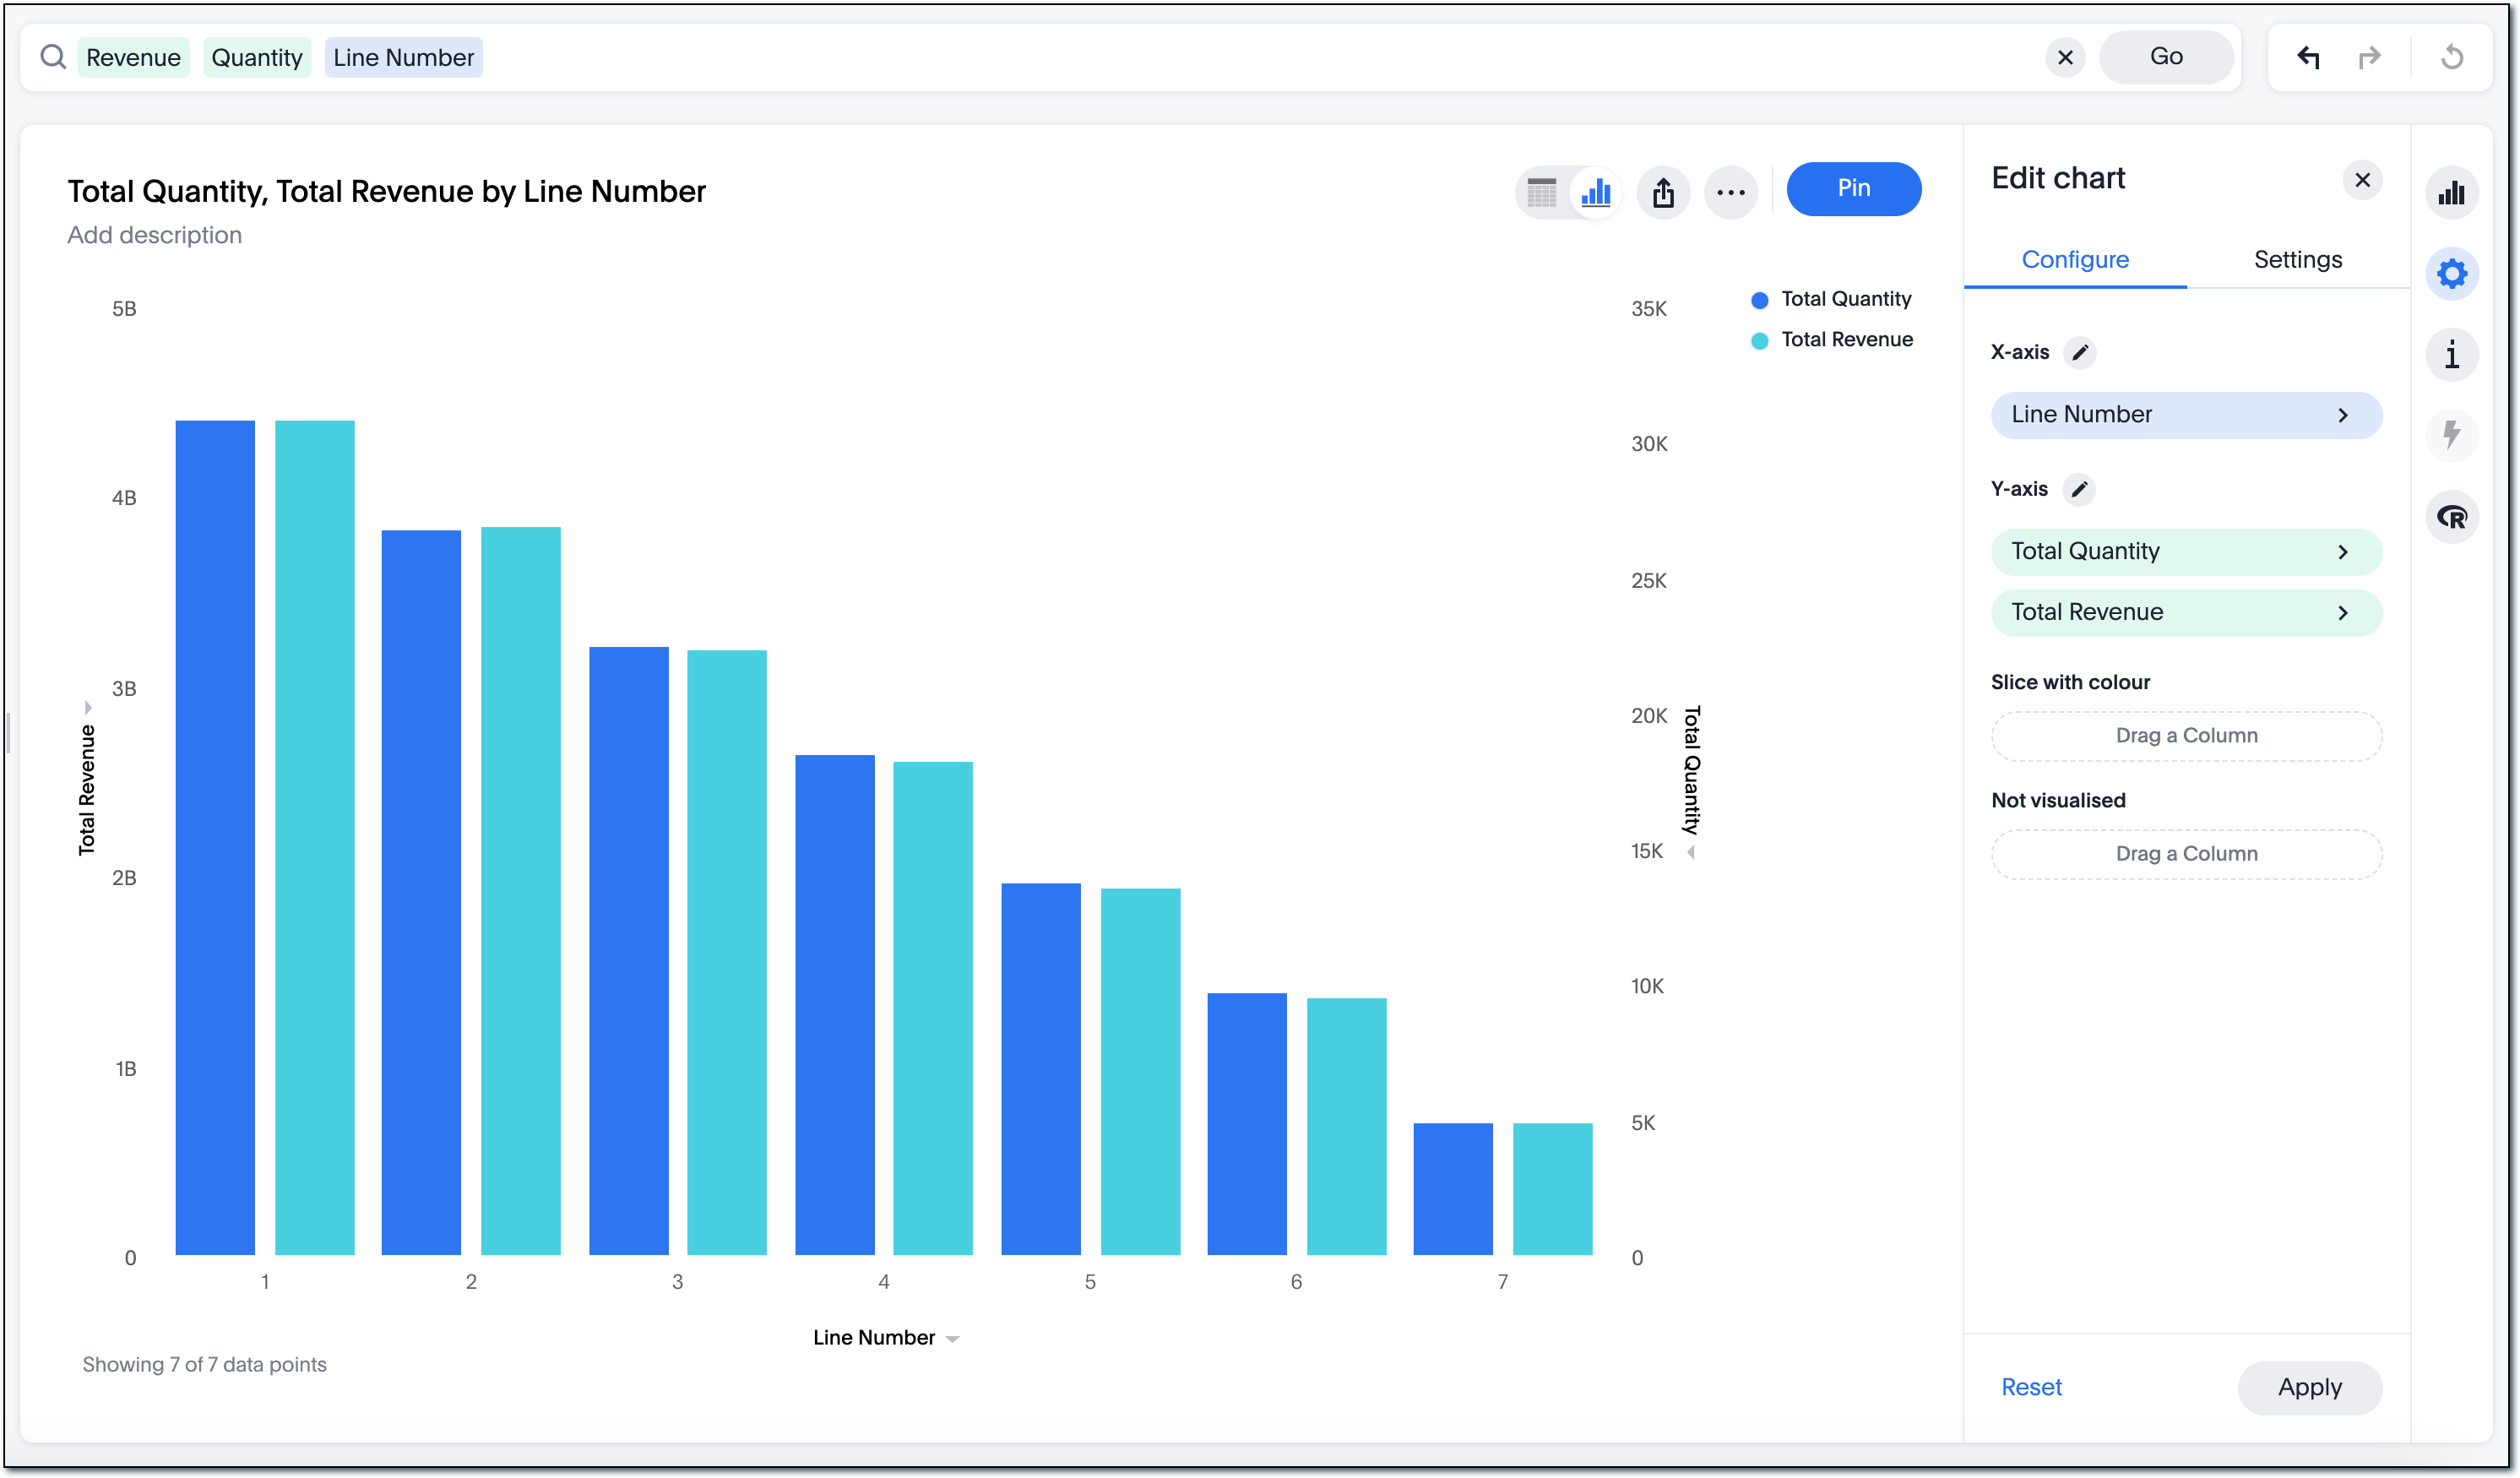 Revenue Quantity Line Number Go
Total Quantity, Total Revenue by Line Number
Add description
Pin
5B
4B
3B
2B
1B
0
Total Revenue
35K
30K
25K
20K
15K
10K
5K
0
Total Quantity
Total Quantity
Total Revenue
1 2 3 4 5 6 7
Line Number
Showing 7 of 7 data points
Edit chart
Configure Settings
X-axis
Line Number
Y-axis
Total Quantity
Total Revenue
Slice with colour
Drag a Column
Not visualised
Drag a Column
Reset Apply
i
R